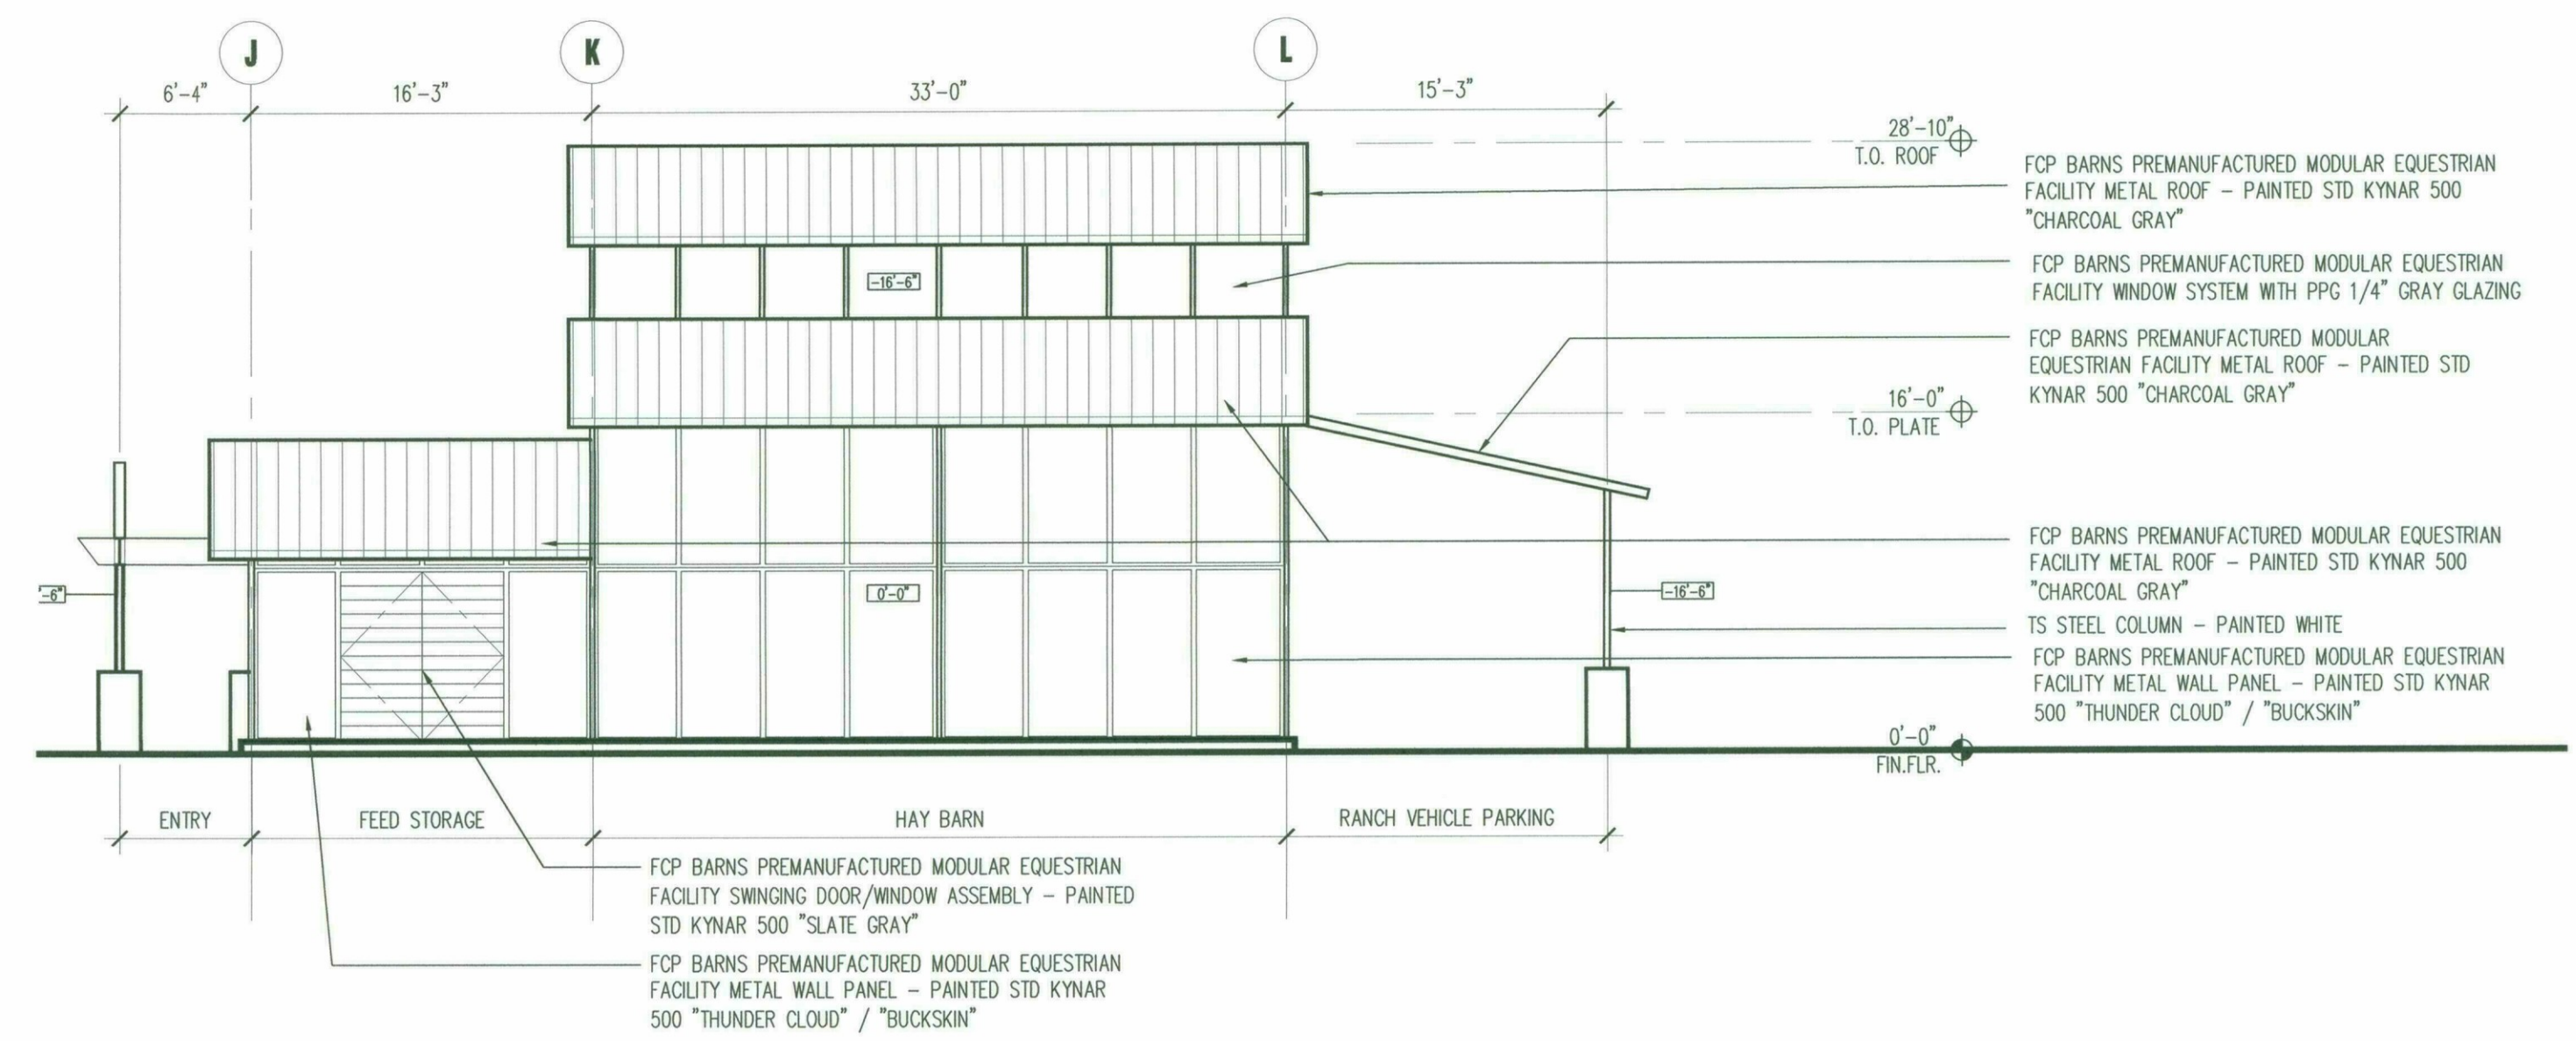 J
K
L
6'-4"
16'-3"
33'-0"
15'-3"
28'-10"
T.O. ROOF
FCP BARNS PREMANUFACTURED MODULAR EQUESTRIAN
FACILITY METAL ROOF - PAINTED STD KYNAR 500
"CHARCOAL GRAY"
-16'-6"
FCP BARNS PREMANUFACTURED MODULAR EQUESTRIAN
FACILITY WINDOW SYSTEM WITH PPG 1/4" GRAY GLAZING
FCP BARNS PREMANUFACTURED MODULAR
EQUESTRIAN FACILITY METAL ROOF - PAINTED STD
KYNAR 500 "CHARCOAL GRAY"
16'-0"
T.O. PLATE
FCP BARNS PREMANUFACTURED MODULAR EQUESTRIAN
FACILITY METAL ROOF - PAINTED STD KYNAR 500
"CHARCOAL GRAY"
'-6"
0'-0"
-16'-6"
TS STEEL COLUMN - PAINTED WHITE
FCP BARNS PREMANUFACTURED MODULAR EQUESTRIAN
FACILITY METAL WALL PANEL - PAINTED STD KYNAR
500 "THUNDER CLOUD" / "BUCKSKIN"
0'-0"
FIN.FLR.
ENTRY
FEED STORAGE
HAY BARN
RANCH VEHICLE PARKING
FCP BARNS PREMANUFACTURED MODULAR EQUESTRIAN
FACILITY SWINGING DOOR/WINDOW ASSEMBLY - PAINTED
STD KYNAR 500 "SLATE GRAY"
FCP BARNS PREMANUFACTURED MODULAR EQUESTRIAN
FACILITY METAL WALL PANEL - PAINTED STD KYNAR
500 "THUNDER CLOUD" / "BUCKSKIN"